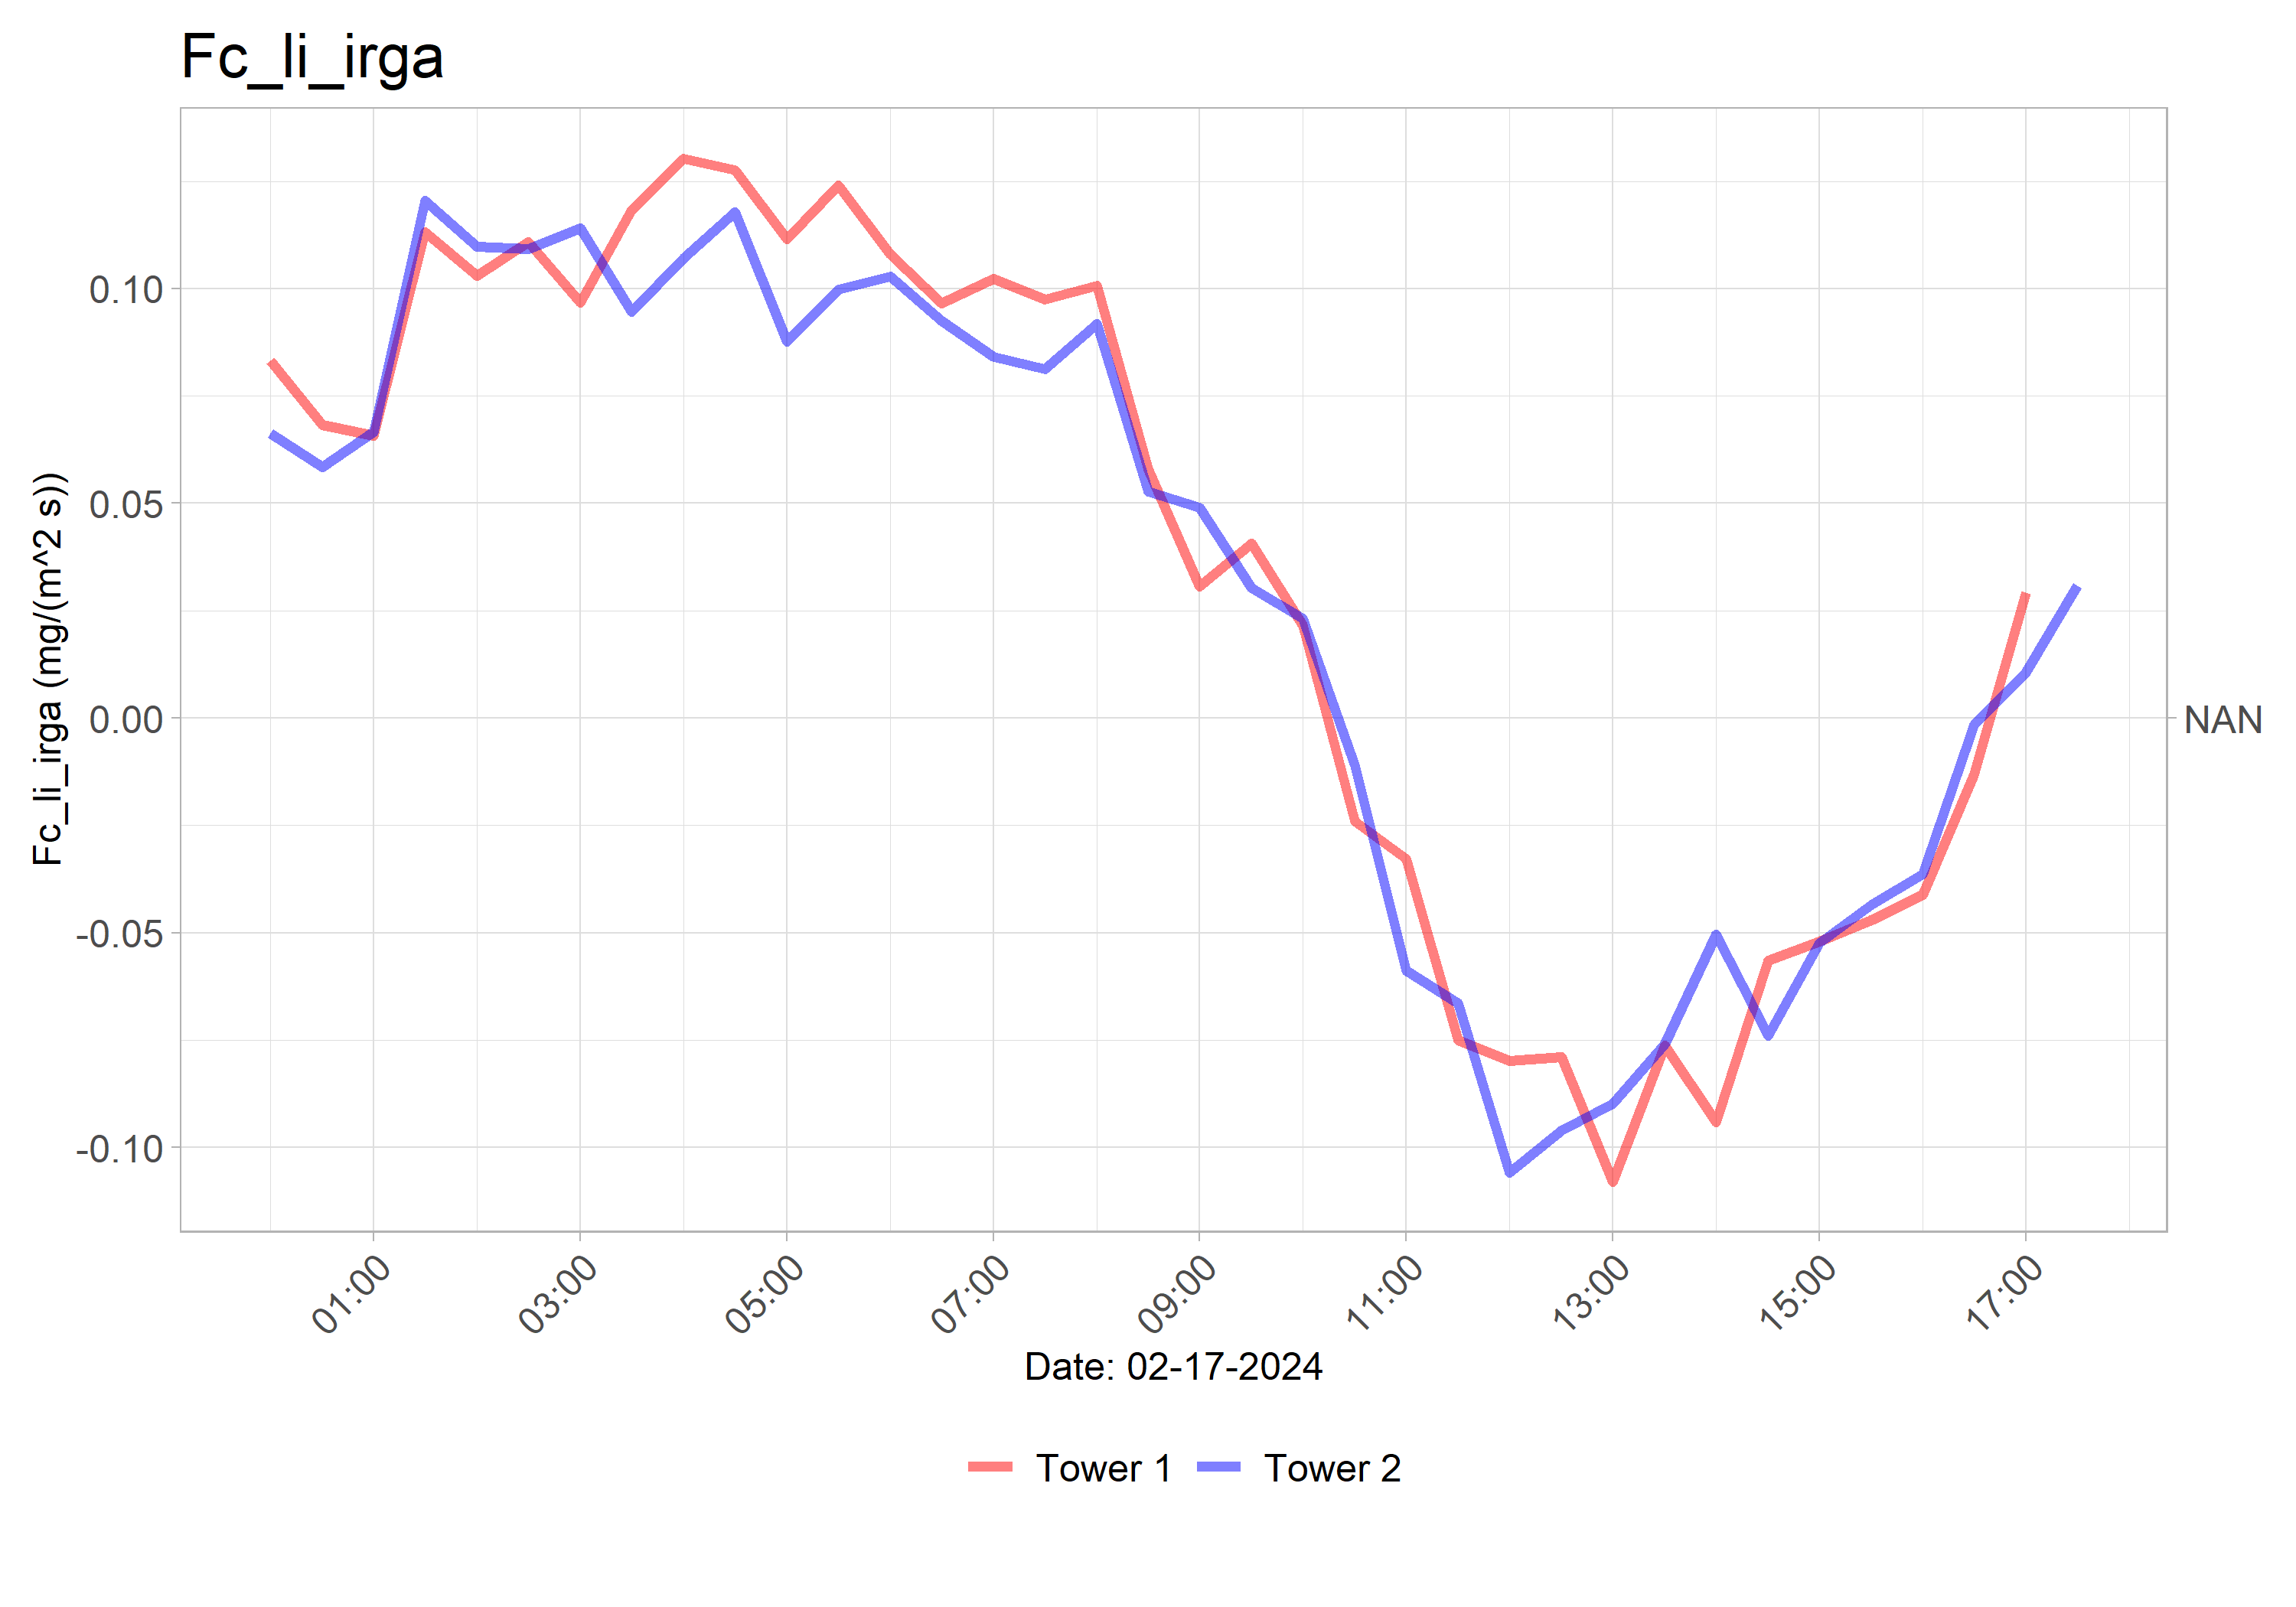 Fc_li_irga
Fc_li_irga (mg/(m^2 s))
0.10
0.05
0.00
-0.05
-0.10
NAN
01:00 03:00 05:00 07:00 09:00 11:00 13:00 15:00 17:00
Date: 02-17-2024
Tower 1 Tower 2